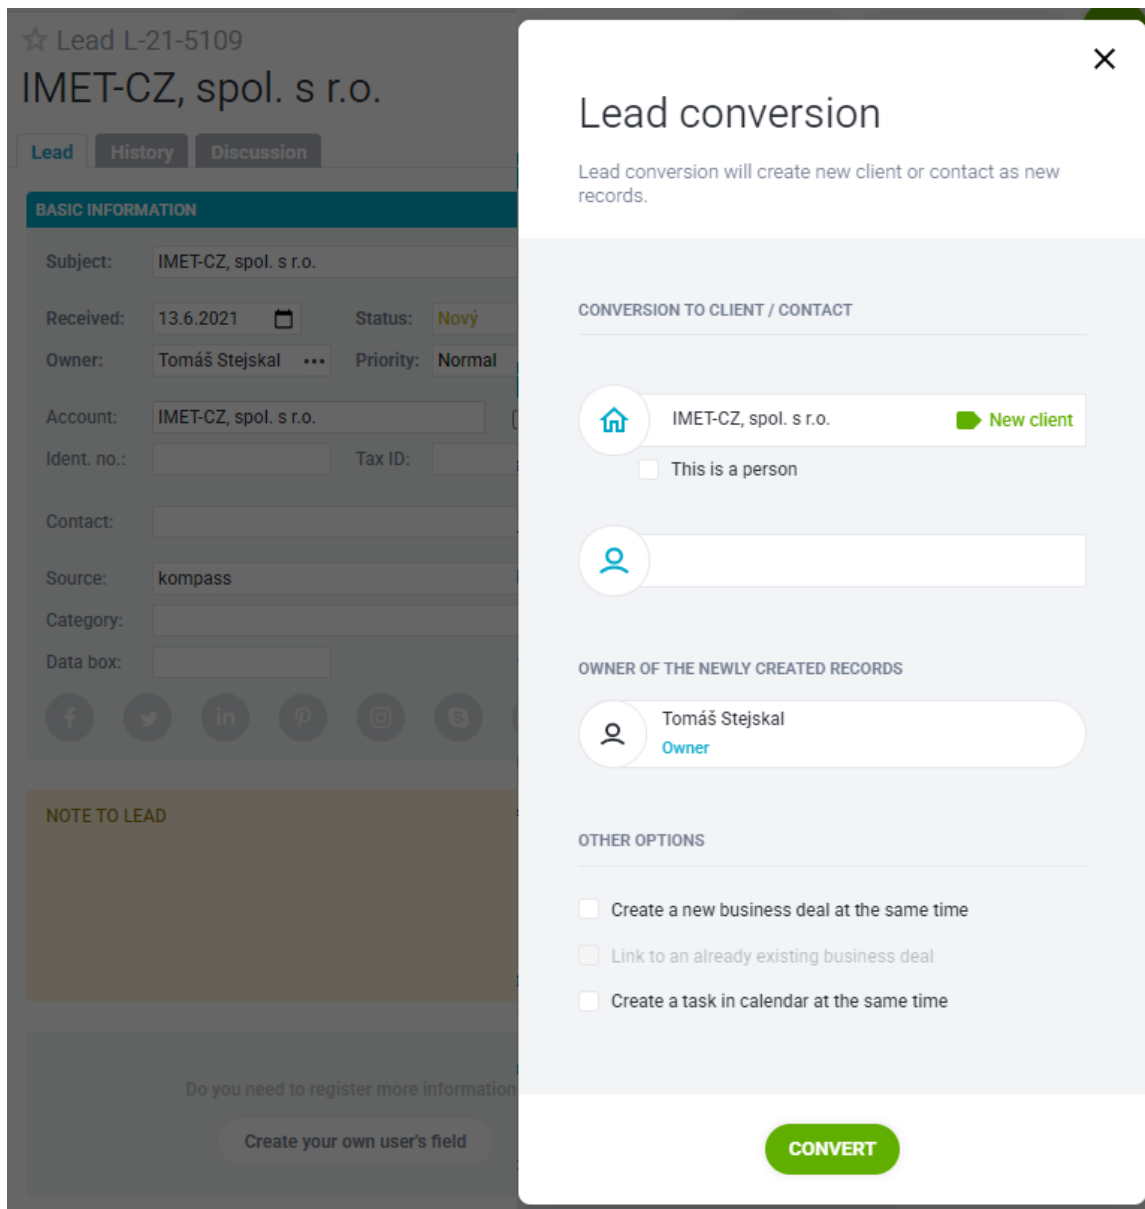 Lead L-21-5109
IMET-CZ, spol. s r.o.
Lead History Discussion
BASIC INFORMATION
Subject: IMET-CZ, spol. s r.o.
Received: 13.6.2021 Status: Nový
Owner: Tomáš Stejskal ••• Priority: Normal
Account: IMET-CZ, spol. s r.o.
Ident. no.: Tax ID:
Contact:
Source: kompass
Category:
Data box:
NOTE TO LEAD
Do you need to register more information
Create your own user's field
Lead conversion
Lead conversion will create new client or contact as new
records.
CONVERSION TO CLIENT / CONTACT
IMET-CZ, spol. s r.o. New client
This is a person
OWNER OF THE NEWLY CREATED RECORDS
Tomáš Stejskal
Owner
OTHER OPTIONS
Create a new business deal at the same time
Link to an already existing business deal
Create a task in calendar at the same time
CONVERT